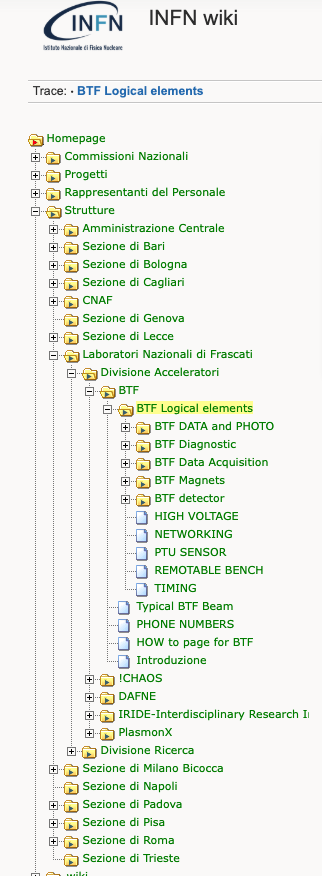 INFN
Istituto Nazionale di Fisica Nucleare
INFN wiki
Trace: • BTF Logical elements
Homepage
Commissioni Nazionali
Progetti
Rappresentanti del Personale
Strutture
Amministrazione Centrale
Sezione di Bari
Sezione di Bologna
Sezione di Cagliari
CNAF
Sezione di Genova
Sezione di Lecce
Laboratori Nazionali di Frascati
Divisione Acceleratori
BTF
BTF Logical elements
BTF DATA and PHOTO
BTF Diagnostic
BTF Data Acquisition
BTF Magnets
BTF detector
HIGH VOLTAGE
NETWORKING
PTU SENSOR
REMOTABLE BENCH
TIMING
Typical BTF Beam
PHONE NUMBERS
HOW to page for BTF
Introduzione
!CHAOS
DAFNE
IRIDE-Interdisciplinary Research
PlasmonX
Divisione Ricerca
Sezione di Milano Bicocca
Sezione di Napoli
Sezione di Padova
Sezione di Pisa
Sezione di Roma
Sezione di Trieste
wiki